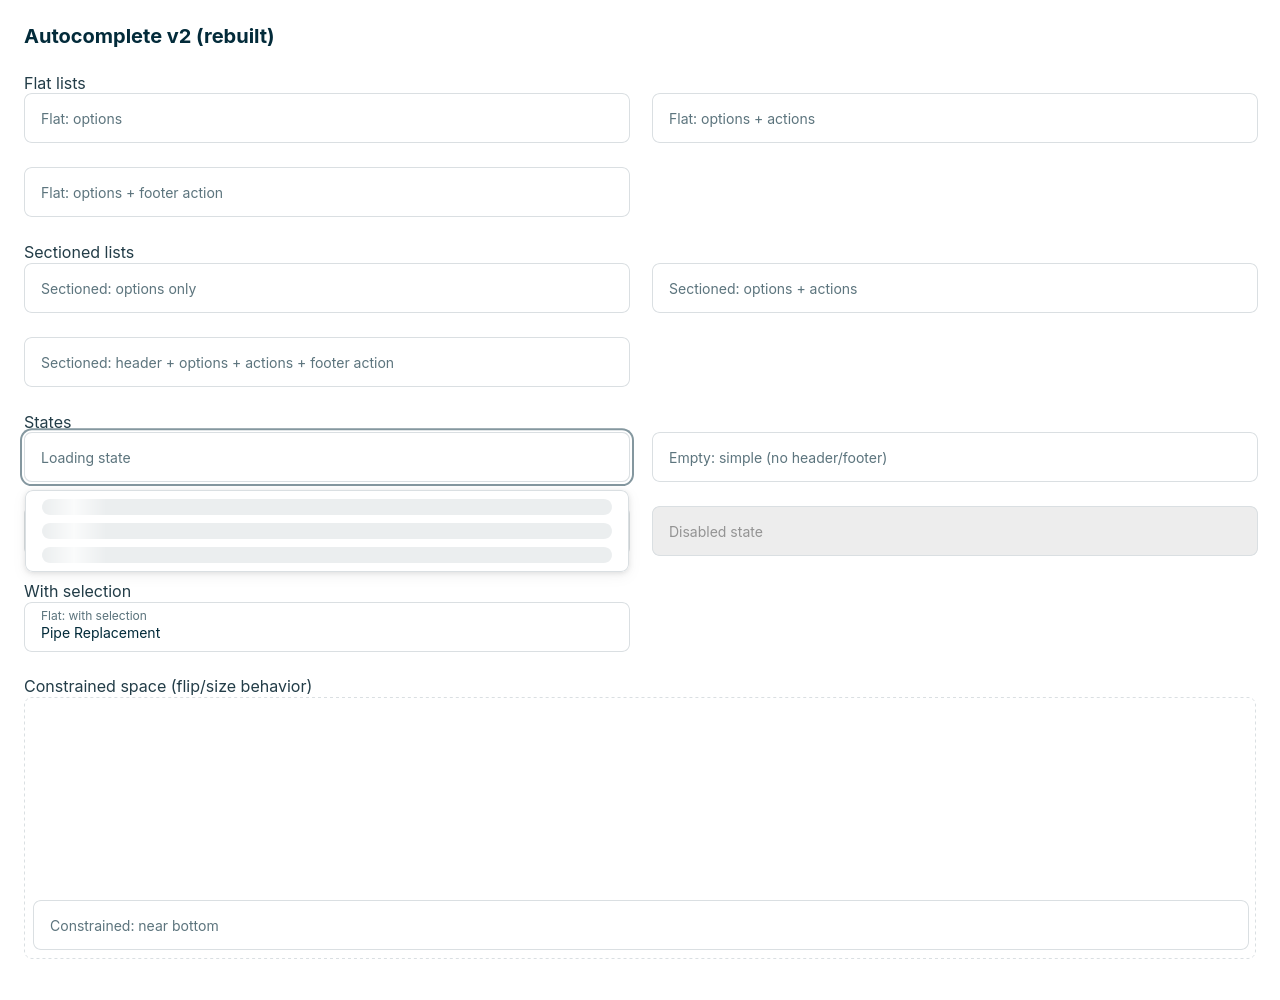 Autocomplete v2 (rebuilt)
Flat lists
Flat: options
Flat: options + actions
Flat: options + footer action
Sectioned lists
Sectioned: options only
Sectioned: options + actions
Sectioned: header + options + actions + footer action
States
Loading state
Empty: simple (no header/footer)
Disabled state
With selection
Flat: with selection
Pipe Replacement
Constrained space (flip/size behavior)
Constrained: near bottom